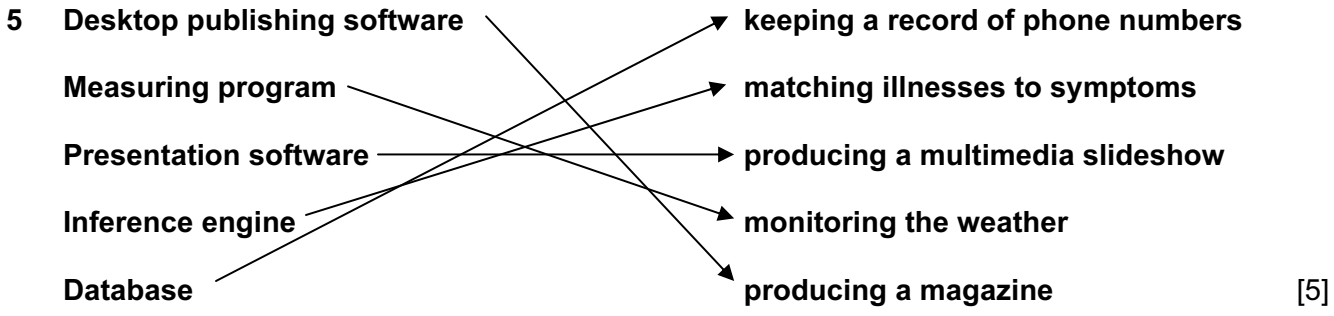 5 Desktop publishing software keeping a record of phone numbers
Measuring program matching illnesses to symptoms
Presentation software producing a multimedia slideshow
Inference engine monitoring the weather
Database producing a magazine [5]